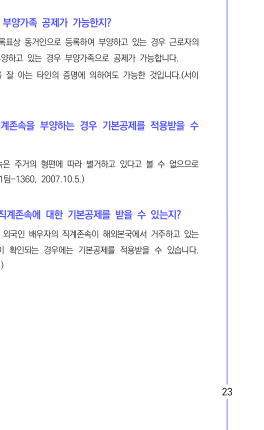 부양가족 공제가 가능한지?
록표상 동거인으로 등록하여 부양하고 있는 경우 근로자의
부양하고 있는 경우 부양가족으로 공제가 가능합니다.
을 잘 아는 타인의 증명에 의하여도 가능한 것입니다.(서이
계존속을 부양하는 경우 기본공제를 적용받을 수
속은 주거의 형편에 따라 별거하고 있다고 볼 수 없으므로
1팀-1360, 2007.10.5.)
직계존속에 대한 기본공제를 받을 수 있는지?
외국인 배우자의 직계존속이 해외본국에서 거주하고 있는
이 확인되는 경우에는 기본공제를 적용받을 수 있습니다.
)
23